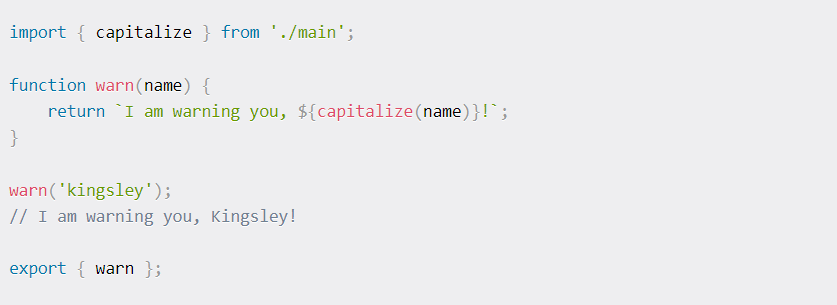 import { capitalize } from './main';
function warn(name) {
    return `I am warning you, ${capitalize(name)}!`;
}
warn('kingsley');
// I am warning you, Kingsley!
export { warn };